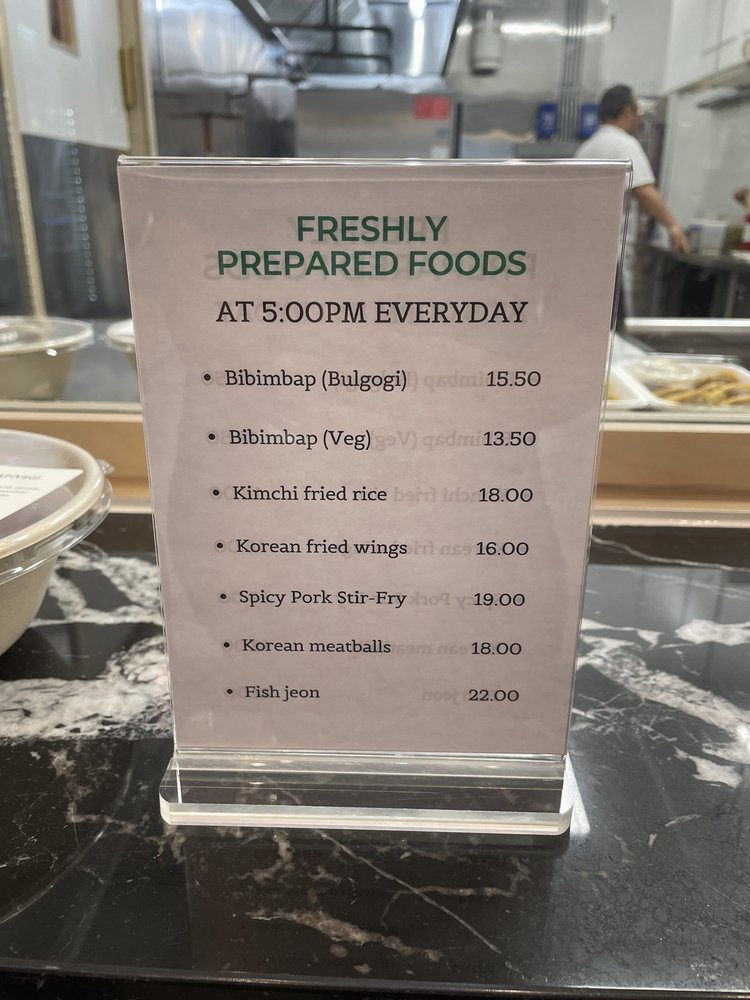 FRESHLY
PREPARED FOODS
AT 5:00PM EVERYDAY
• Bibimbap (Bulgogi) 15.50
• Bibimbap (Veg) 13.50
• Kimchi fried rice 18.00
• Korean fried wings 16.00
• Spicy Pork Stir-Fry 19.00
• Korean meatballs 18.00
• Fish jeon 22.00